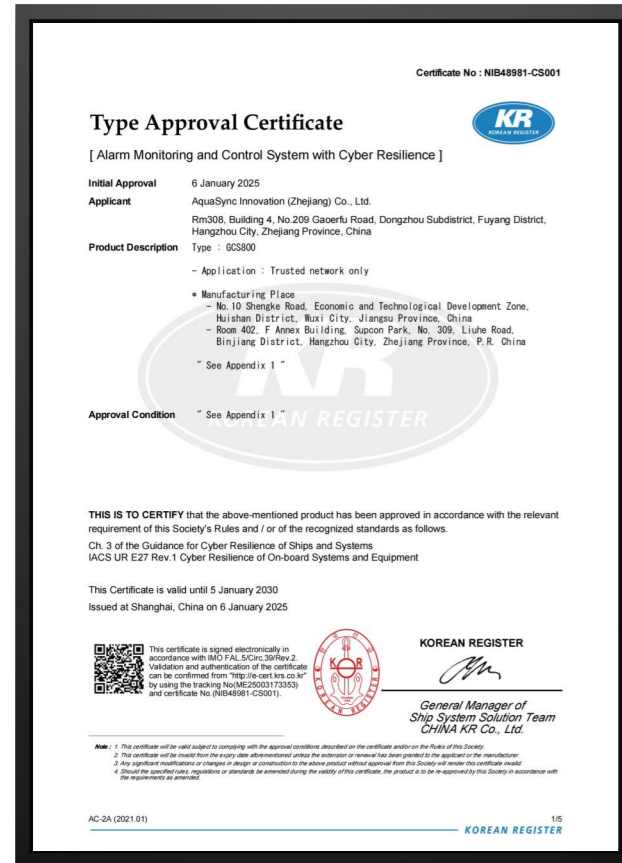 Certificate No : NIB48981-CS001
Type Approval Certificate
KR
KOREAN REGISTER
[ Alarm Monitoring and Control System with Cyber Resilience ]
Initial Approval 6 January 2025
Applicant AquaSync Innovation (Zhejiang) Co., Ltd.
Rm308, Building 4, No.209 Gaoerfu Road, Dongzhou Subdistrict, Fuyang District,
Hangzhou City, Zhejiang Province, China
Product Description Type : GCS800
- Application : Trusted network only
* Manufacturing Place
- No.10 Shengke Road, Economic and Technological Development Zone,
Huishan District, Wuxi City, Jiangsu Province, China
- Room 402, F Annex Building, Supcon Park, No. 309, Liuhe Road,
Binjiang District, Hangzhou City, Zhejiang Province, P.R. China
" See Appendix 1 "
KR
Approval Condition " See Appendix 1 "
KOREAN REGISTER
THIS IS TO CERTIFY that the above-mentioned product has been approved in accordance with the relevant
requirement of this Society's Rules and / or of the recognized standards as follows.
Ch. 3 of the Guidance for Cyber Resilience of Ships and Systems
IACS UR E27 Rev.1 Cyber Resilience of On-board Systems and Equipment
This Certificate is valid until 5 January 2030
Issued at Shanghai, China on 6 January 2025
This certificate is signed electronically in
accordance with IMO FAL.5/Circ.39/Rev.2.
Validation and authentication of the certificate
can be confirmed from "http://e-cert.krs.co.kr"
by using the tracking No(ME25003173353)
and certificate No.(NIB48981-CS001).
K R
KOREAN REGISTER
KOREAN REGISTER
General Manager of
Ship System Solution Team
CHINA KR Co., Ltd.
Note : 1. This certificate will be valid subject to complying with the approval conditions described on the certificate and/or on the Rules of this Society.
2. This certificate will be invalid from the expiry date aforementioned unless the extension or renewal has been granted to the applicant or the manufacturer.
3. Any significant modifications or changes in design or construction to the above product without approval from this Society will render this certificate invalid.
4. Should the specified rules, regulations or standards be amended during the validity of this certificate, the product is to be re-approved by this Society in accordance with
the requirements as amended.
AC-2A (2021.01) 1/5
KOREAN REGISTER